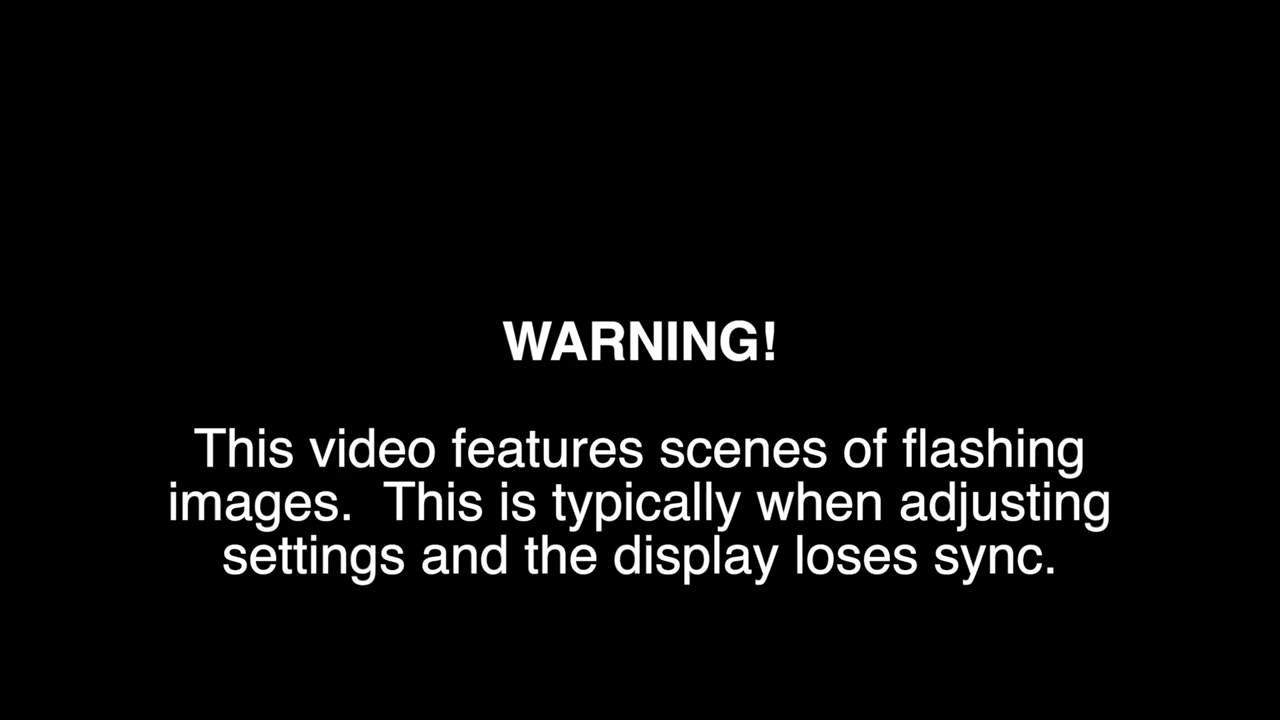 WARNING!
This video features scenes of flashing
images.  This is typically when adjusting
settings and the display loses sync.